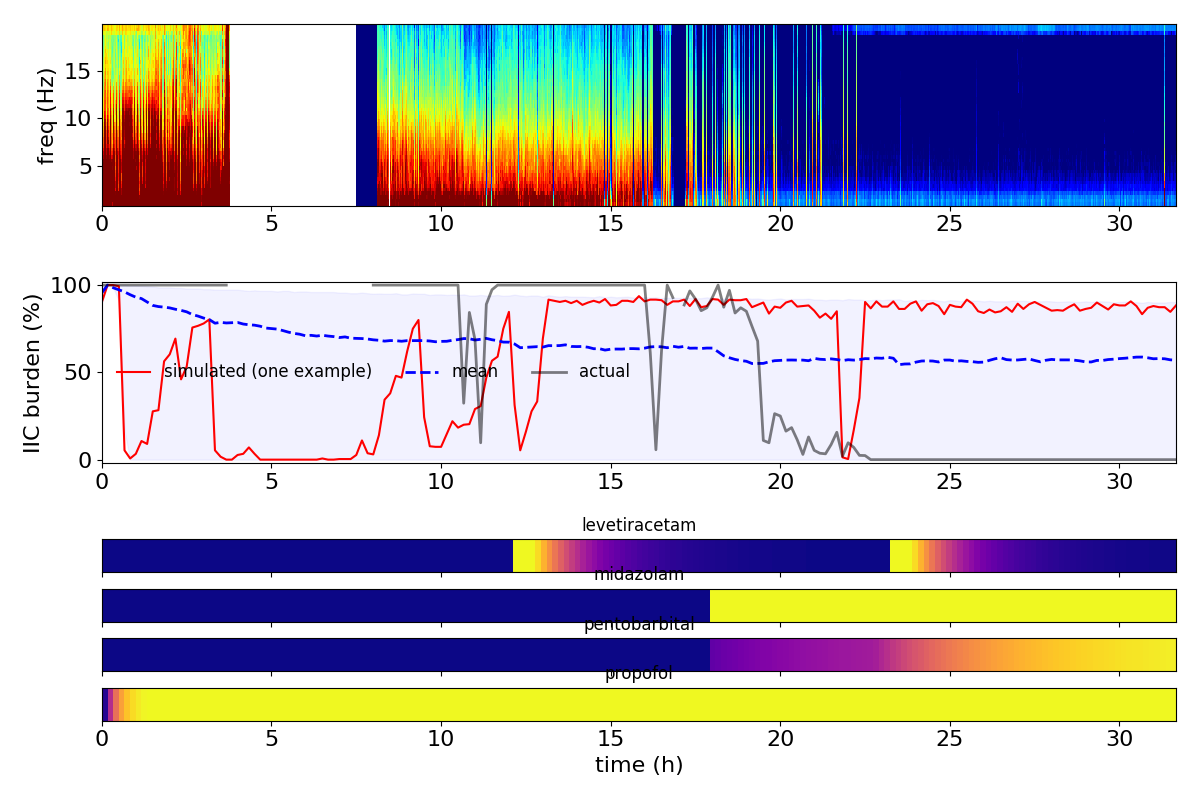 freq (Hz)
15
10
5
0 5 10 15 20 25 30
IIC burden (%)
100
50
0
simulated (one example) mean actual
0 5 10 15 20 25 30
levetiracetam
midazolam
pentobarbital
propofol
0 5 10 15 20 25 30
time (h)